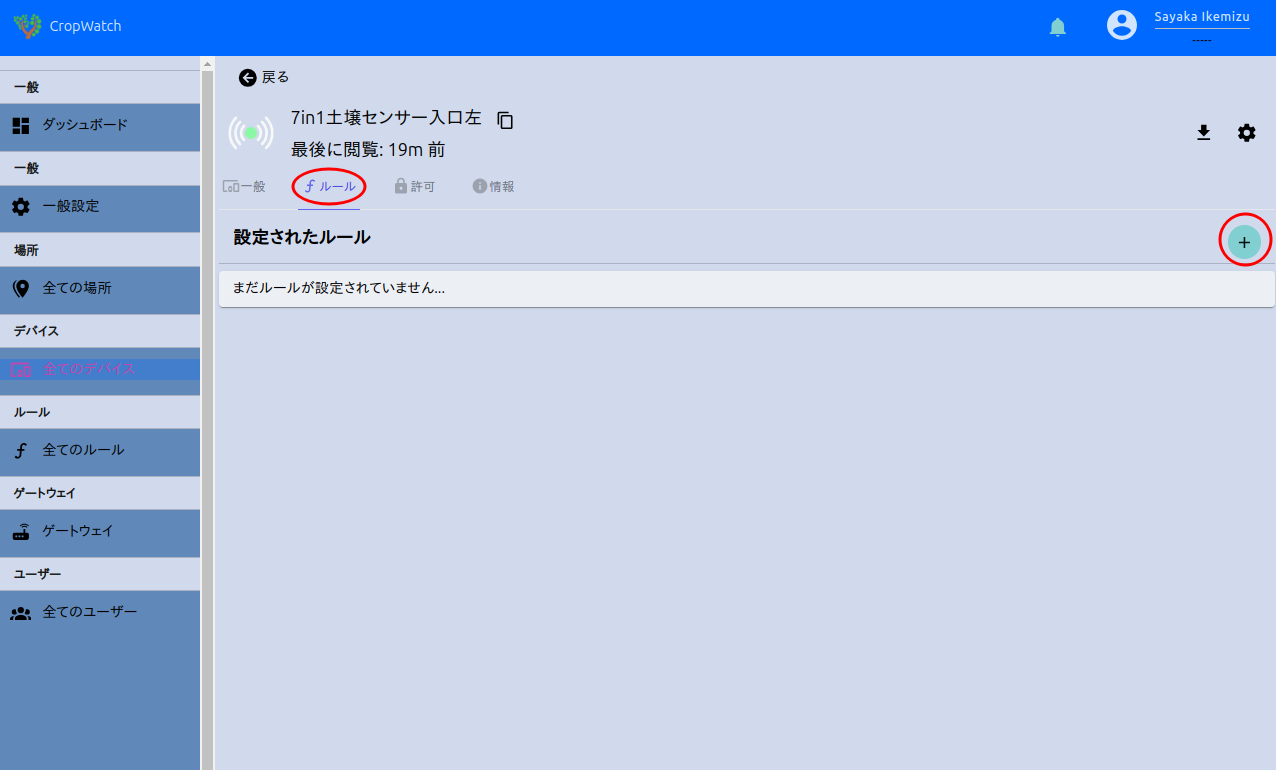 CropWatch
Sayaka Ikemizu
-----
一般
ダッシュボード
一般
一般設定
場所
全ての場所
デバイス
全てのデバイス
ルール
全てのルール
ゲートウェイ
ゲートウェイ
ユーザー
全てのユーザー
戻る
7in1土壌センサー入口左
最後に閲覧: 19m 前
一般 ルール 許可 情報
設定されたルール
+
まだルールが設定されていません...